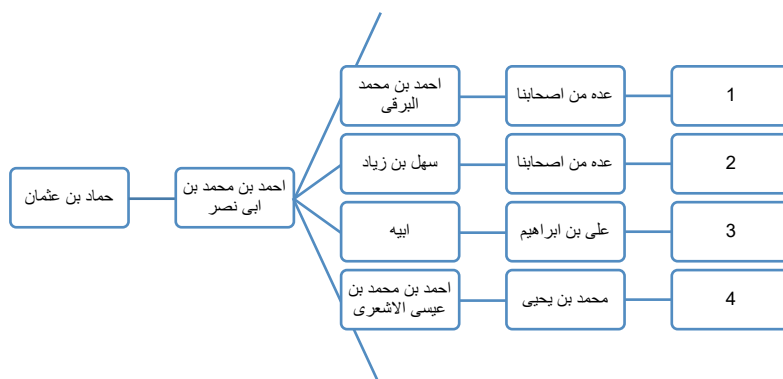 1
عده من اصحابنا
احمد بن محمد
البرقی
2
عده من اصحابنا
سهل بن زیاد
3
علی بن ابراهیم
ابیه
4
محمد بن یحیی
احمد بن محمد بن
عیسی الاشعری
احمد بن محمد بن
ابی نصر
حماد بن عثمان